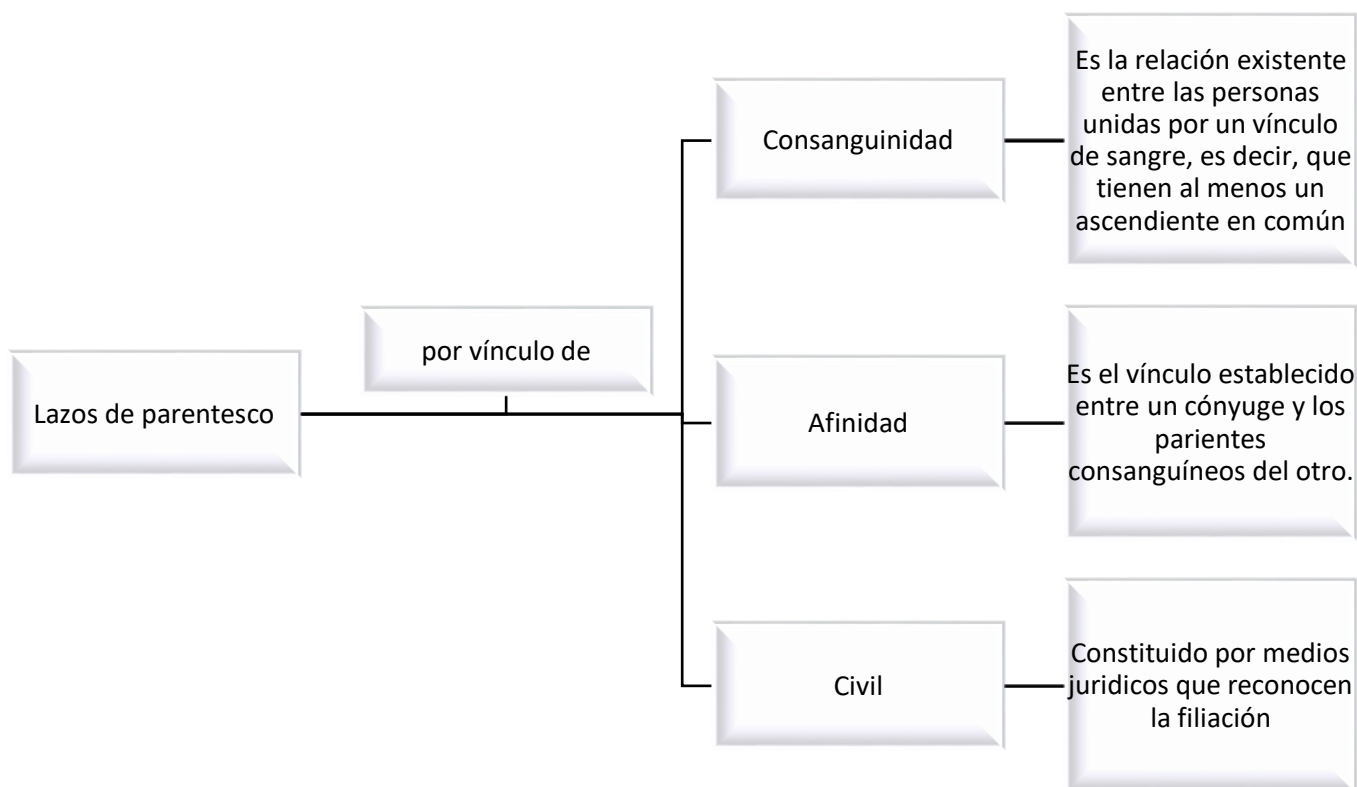 Lazos de parentesco
por vínculo de
Consanguinidad
Es la relación existente
entre las personas
unidas por un vínculo
de sangre, es decir, que
tienen al menos un
ascendiente en común
Afinidad
Es el vínculo establecido
entre un cónyuge y los
parientes
consanguíneos del otro.
Civil
Constituido por medios
juridicos que reconocen
la filiación